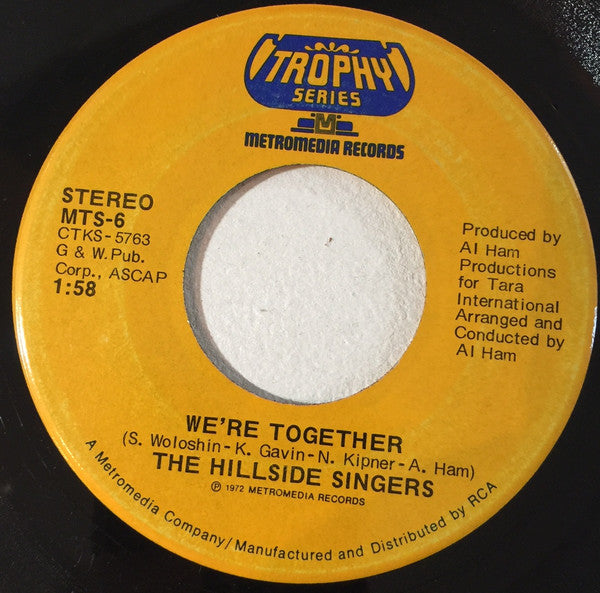 TROPHY
SERIES
M
METROMEDIA RECORDS
STEREO
MTS-6
CTKS-5763
G & W.Pub.
Corp., ASCAP
1:58
Produced by
Al Ham
Productions
for Tara
International
Arranged and
Conducted by
Al Ham
WE'RE TOGETHER
(S. Woloshin-K. Gavin-N. Kipner-A. Ham)
THE HILLSIDE SINGERS
℗ 1972 METROMEDIA RECORDS
A Metromedia Company/Manufactured and Distributed by RCA